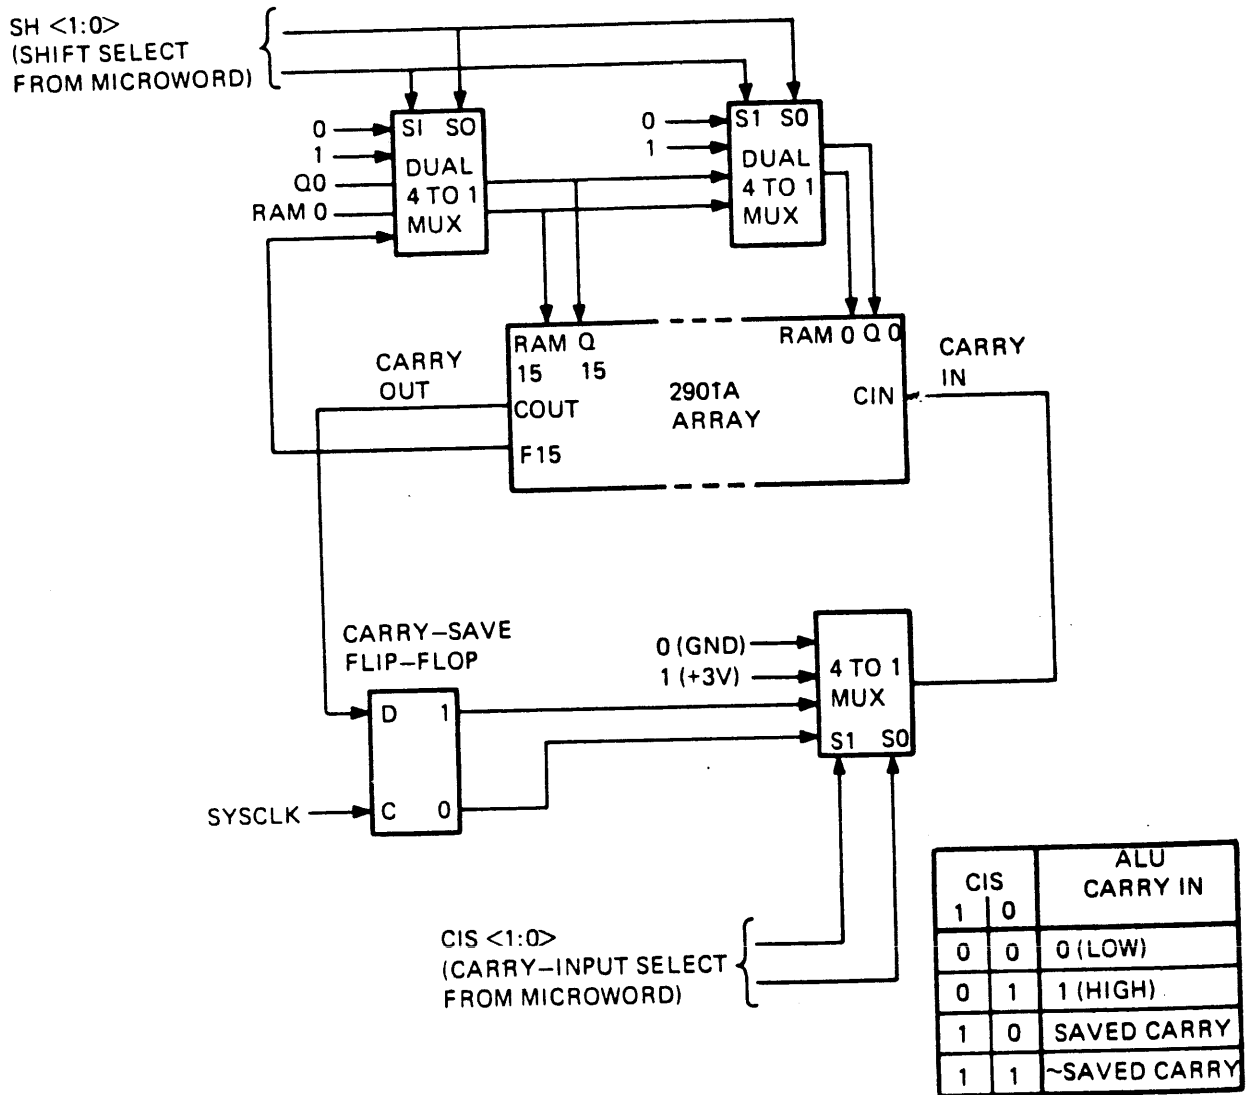 SH <1:0>
(SHIFT SELECT
FROM MICROWORD)
0
1
Q0
RAM 0
SI S0
DUAL
4 TO 1
MUX
0
1
S1 S0
DUAL
4 TO 1
MUX
CARRY
OUT
RAM Q
15 15
COUT
F15
2901A
ARRAY
RAM 0 Q 0
CIN
CARRY
IN
CARRY–SAVE
FLIP–FLOP
D 1
C 0
SYSCLK
0 (GND)
1 (+3V)
4 TO 1
MUX
S1 S0
CIS <1:0>
(CARRY–INPUT SELECT
FROM MICROWORD)
CIS
1 0
ALU
CARRY IN
0 0 0 (LOW)
0 1 1 (HIGH)
1 0 SAVED CARRY
1 1 ~SAVED CARRY